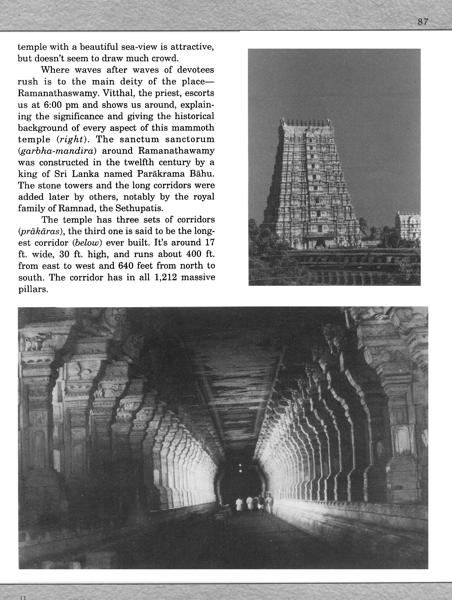 87
temple with a beautiful sea-view is attractive,
but doesn't seem to draw much crowd.
Where waves after waves of devotees
rush is to the main deity of the place—
Ramanathaswamy. Vitthal, the priest, escorts
us at 6:00 pm and shows us around, explain-
ing the significance and giving the historical
background of every aspect of this mammoth
temple (right). The sanctum sanctorum
(garbha-mandira) around Ramanathawamy
was constructed in the twelfth century by a
king of Sri Lanka named Parākrama Bāhu.
The stone towers and the long corridors were
added later by others, notably by the royal
family of Ramnad, the Sethupatis.
The temple has three sets of corridors
(prākāras), the third one is said to be the long-
est corridor (below) ever built. It's around 17
ft. wide, 30 ft. high, and runs about 400 ft.
from east to west and 640 feet from north to
south. The corridor has in all 1,212 massive
pillars.